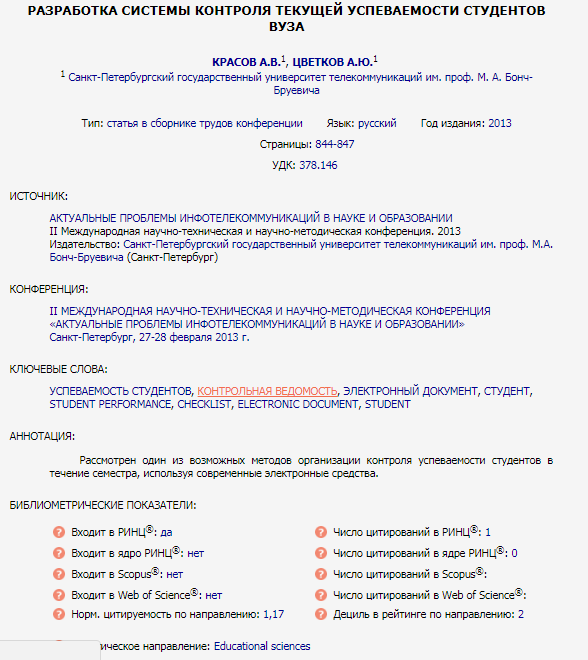 РАЗРАБОТКА СИСТЕМЫ КОНТРОЛЯ ТЕКУЩЕЙ УСПЕВАЕМОСТИ СТУДЕНТОВ
ВУЗА
КРАСОВ А.В.1, ЦВЕТКОВ А.Ю.1
1 Санкт-Петербургский государственный университет телекоммуникаций им. проф. М. А. Бонч-
Бруевича
Тип: статья в сборнике трудов конференции Язык: русский Год издания: 2013
Страницы: 844-847
УДК: 378.146
ИСТОЧНИК:
АКТУАЛЬНЫЕ ПРОБЛЕМЫ ИНФОТЕЛЕКОММУНИКАЦИЙ В НАУКЕ И ОБРАЗОВАНИИ
II Международная научно-техническая и научно-методическая конференция. 2013
Издательство: Санкт-Петербургский государственный университет телекоммуникаций им. проф. М.А.
Бонч-Бруевича (Санкт-Петербург)
КОНФЕРЕНЦИЯ:
II МЕЖДУНАРОДНАЯ НАУЧНО-ТЕХНИЧЕСКАЯ И НАУЧНО-МЕТОДИЧЕСКАЯ КОНФЕРЕНЦИЯ
«АКТУАЛЬНЫЕ ПРОБЛЕМЫ ИНФОТЕЛЕКОММУНИКАЦИЙ В НАУКЕ И ОБРАЗОВАНИИ»
Санкт-Петербург, 27-28 февраля 2013 г.
КЛЮЧЕВЫЕ СЛОВА:
УСПЕВАЕМОСТЬ СТУДЕНТОВ, КОНТРОЛЬНАЯ ВЕДОМОСТЬ, ЭЛЕКТРОННЫЙ ДОКУМЕНТ, СТУДЕНТ,
STUDENT PERFORMANCE, CHECKLIST, ELECTRONIC DOCUMENT, STUDENT
АННОТАЦИЯ:
Рассмотрен один из возможных методов организации контроля успеваемости студентов в
течение семестра, используя современные электронные средства.
БИБЛИОМЕТРИЧЕСКИЕ ПОКАЗАТЕЛИ:
? Входит в РИНЦ®: да ? Число цитирований в РИНЦ®: 1
? Входит в ядро РИНЦ®: нет ? Число цитирований в ядре РИНЦ®: 0
? Входит в Scopus®: нет ? Число цитирований в Scopus®:
? Входит в Web of Science®: нет ? Число цитирований в Web of Science®:
? Норм. цитируемость по направлению: 1,17 ? Дециль в рейтинге по направлению: 2
направление: Educational sciences